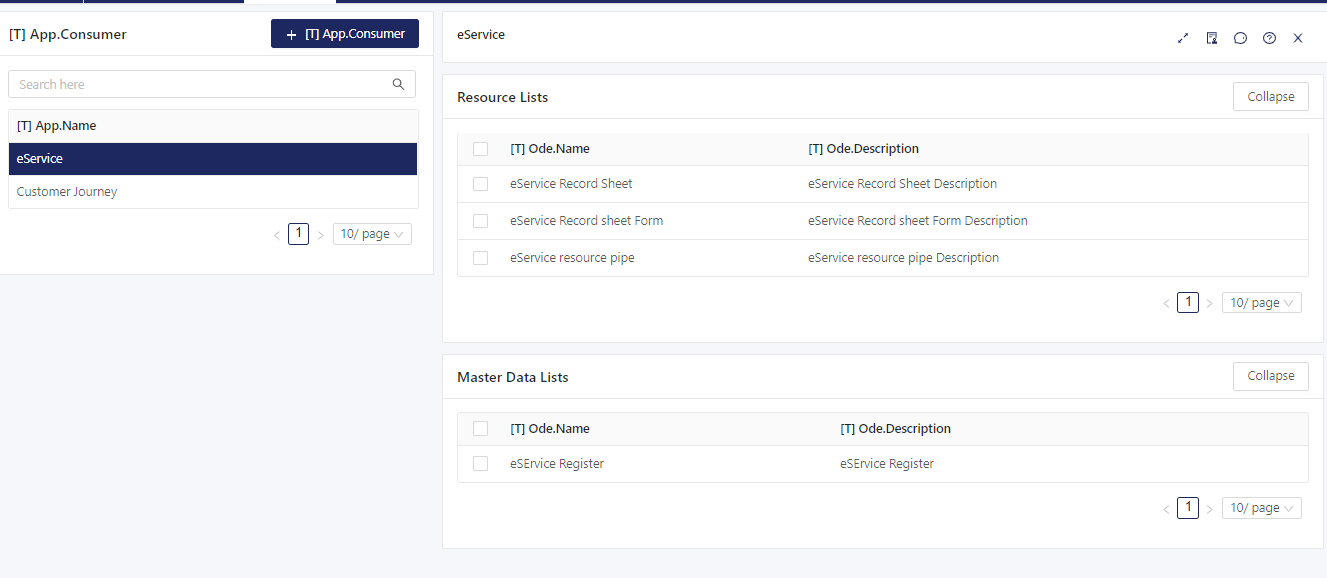 [T] App.Consumer
+ [T] App.Consumer
Search here
[T] App.Name
eService
Customer Journey
< 1 > 10/ page
eService
Resource Lists
Collapse
[T] Ode.Name [T] Ode.Description
eService Record Sheet eService Record Sheet Description
eService Record sheet Form eService Record sheet Form Description
eService resource pipe eService resource pipe Description
< 1 > 10/ page
Master Data Lists
Collapse
[T] Ode.Name [T] Ode.Description
eSErvice Register eSErvice Register
< 1 > 10/ page